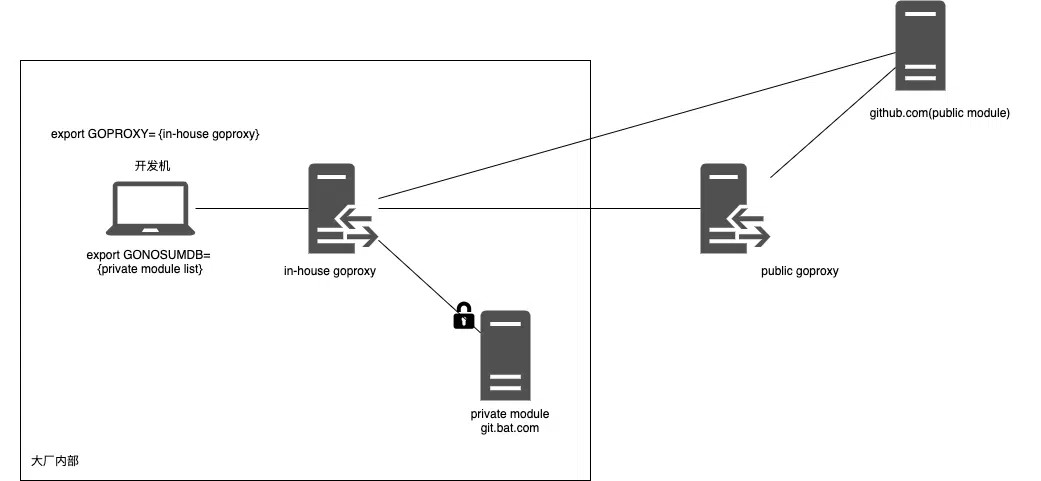 github.com(public module)
export GOPROXY= {in-house goproxy}
开发机
export GONOSUMDB=
{private module list}
in-house goproxy
public goproxy
private module
git.bat.com
大厂内部